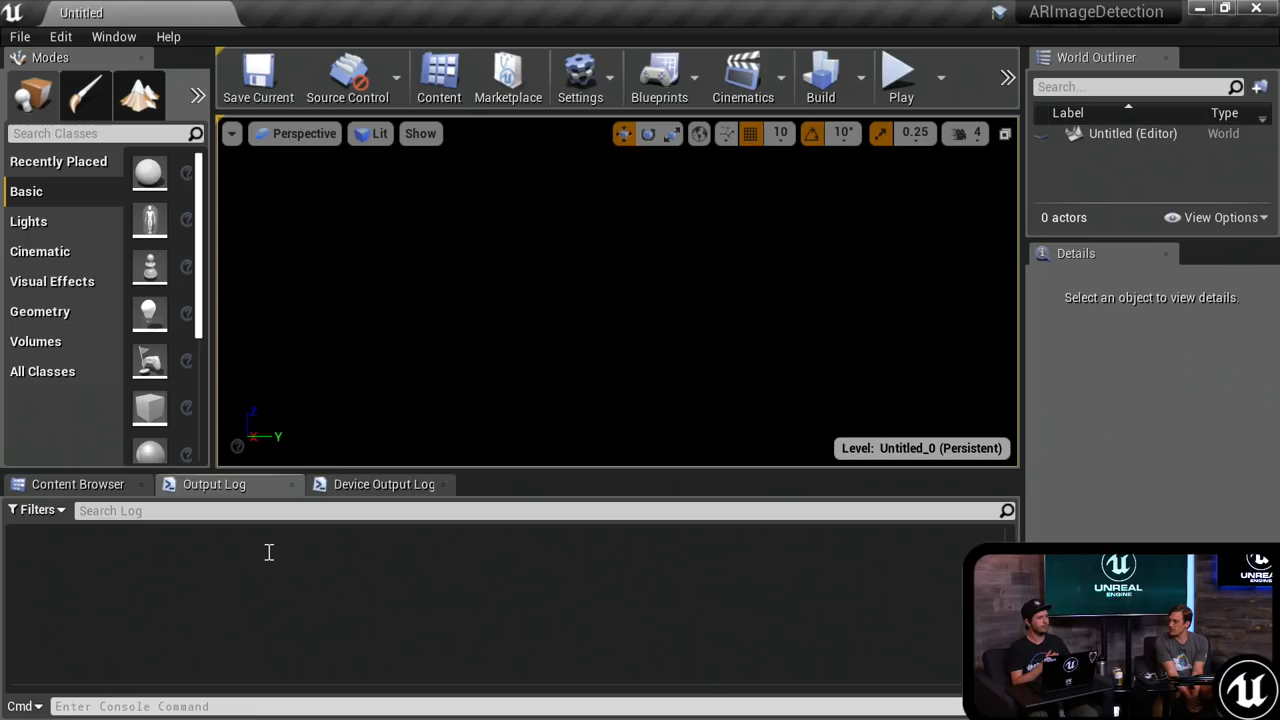 Untitled
ARImageDetection
File Edit Window Help
Modes
Save Current
Source Control
Content
Marketplace
Settings
Blueprints
Cinematics
Build
Play
World Outliner
Search...
Label Type
Untitled (Editor) World
0 actors View Options
Search Classes
Recently Placed
Basic
Lights
Cinematic
Visual Effects
Geometry
Volumes
All Classes
Perspective Lit Show
10 10° 0.25 4
Z
X Y
Level: Untitled_0 (Persistent)
Details
Select an object to view details.
Content Browser Output Log Device Output Log
Filters Search Log
Cmd Enter Console Command
UNREAL
ENGINE